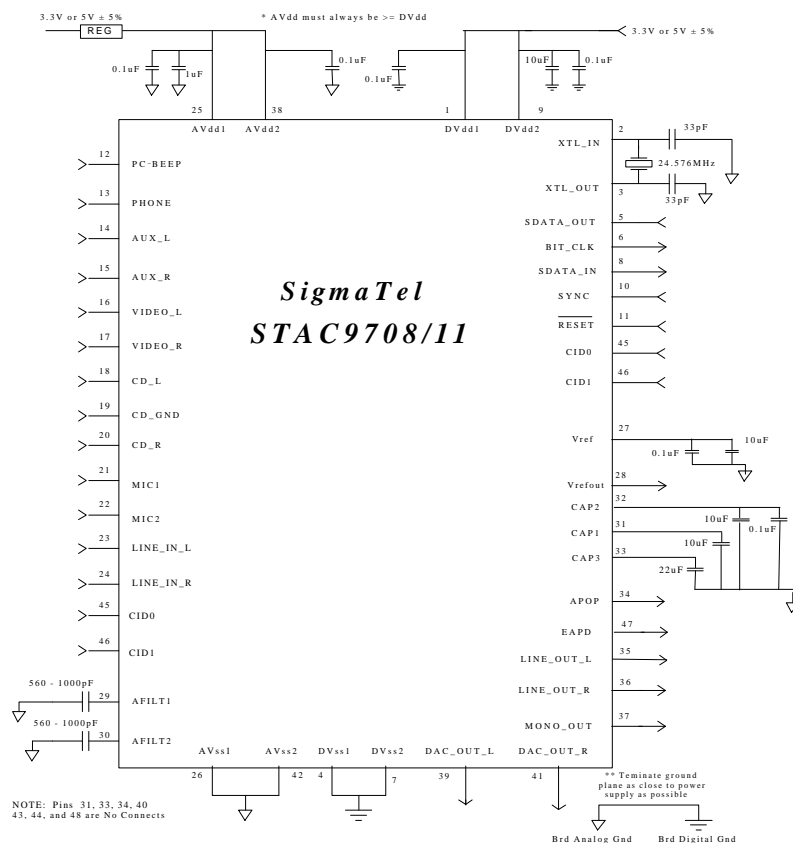 3.3V or 5V ± 5%
REG
* AVdd must always be >= DVdd
3.3V or 5V ± 5%
0.1uF
1uF
0.1uF
0.1uF
10uF
0.1uF
25
38
1
9
AVdd1
AVdd2
DVdd1
DVdd2
12
PC-BEEP
13
PHONE
14
AUX_L
15
AUX_R
16
VIDEO_L
17
VIDEO_R
18
CD_L
19
CD_GND
20
CD_R
21
MIC1
22
MIC2
23
LINE_IN_L
24
LINE_IN_R
45
CID0
46
CID1
560 - 1000pF
29
AFILT1
560 - 1000pF
30
AFILT2
SigmaTel
STAC9708/11
XTL_IN
2
33pF
24.576MHz
XTL_OUT
3
33pF
SDATA_OUT
5
BIT_CLK
6
SDATA_IN
8
SYNC
10
RESET
11
CID0
45
CID1
46
Vref
27
0.1uF
10uF
Vrefout
28
CAP2
32
10uF
0.1uF
CAP1
31
10uF
CAP3
33
22uF
APOP
34
EAPD
47
LINE_OUT_L
35
LINE_OUT_R
36
MONO_OUT
37
AVss1
AVss2
DVss1
DVss2
DAC_OUT_L
DAC_OUT_R
26
42
4
7
39
41
** Teminate ground
plane as close to power
supply as possible
Brd Analog Gnd
Brd Digital Gnd
NOTE: Pins 31, 33, 34, 40
43, 44, and 48 are No Connects